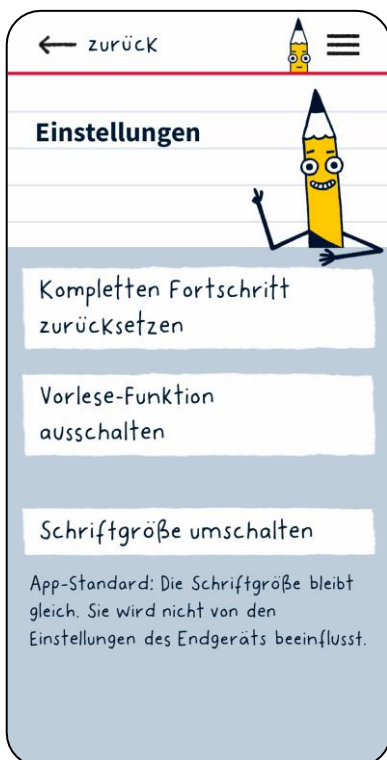 ← zurück
Einstellungen
Kompletten Fortschritt
zurücksetzen
Vorlese-Funktion
ausschalten
Schriftgröße umschalten
App-Standard: Die Schriftgröße bleibt
gleich. Sie wird nicht von den
Einstellungen des Endgeräts beeinflusst.